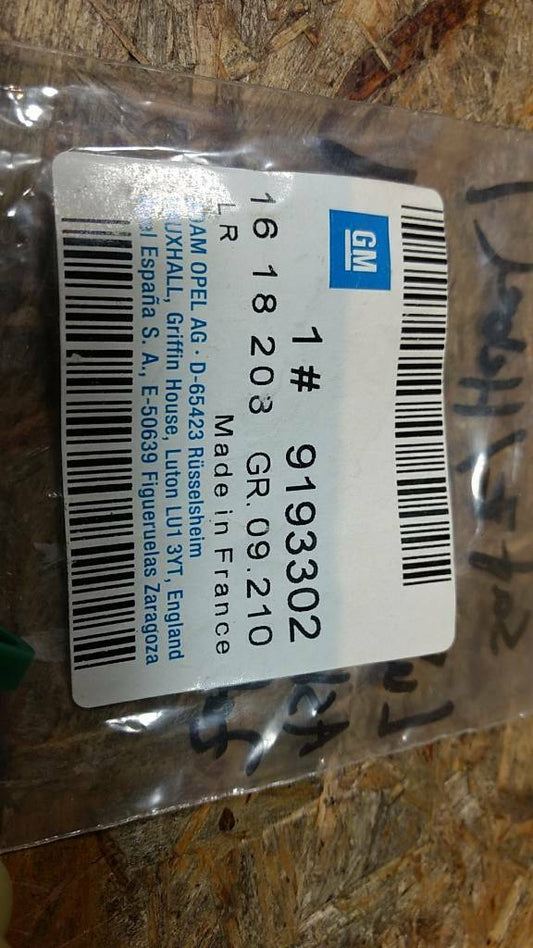 GM
1# 9193302
16 18 203 GR. 09.210
LR Made in France
ADAM OPEL AG · D-65423 Rüsselsheim
VAUXHALL, Griffin House, Luton LU1 3YT, England
Opel España S. A., E-50639 Figueruelas Zaragoza